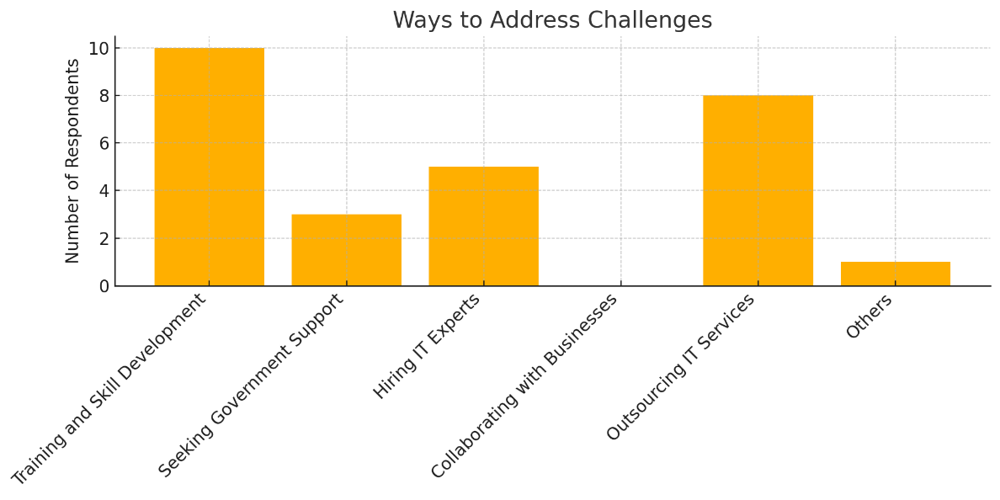 Ways to Address Challenges
Number of Respondents
10
8
6
4
2
0
Training and Skill Development
Seeking Government Support
Hiring IT Experts
Collaborating with Businesses
Outsourcing IT Services
Others